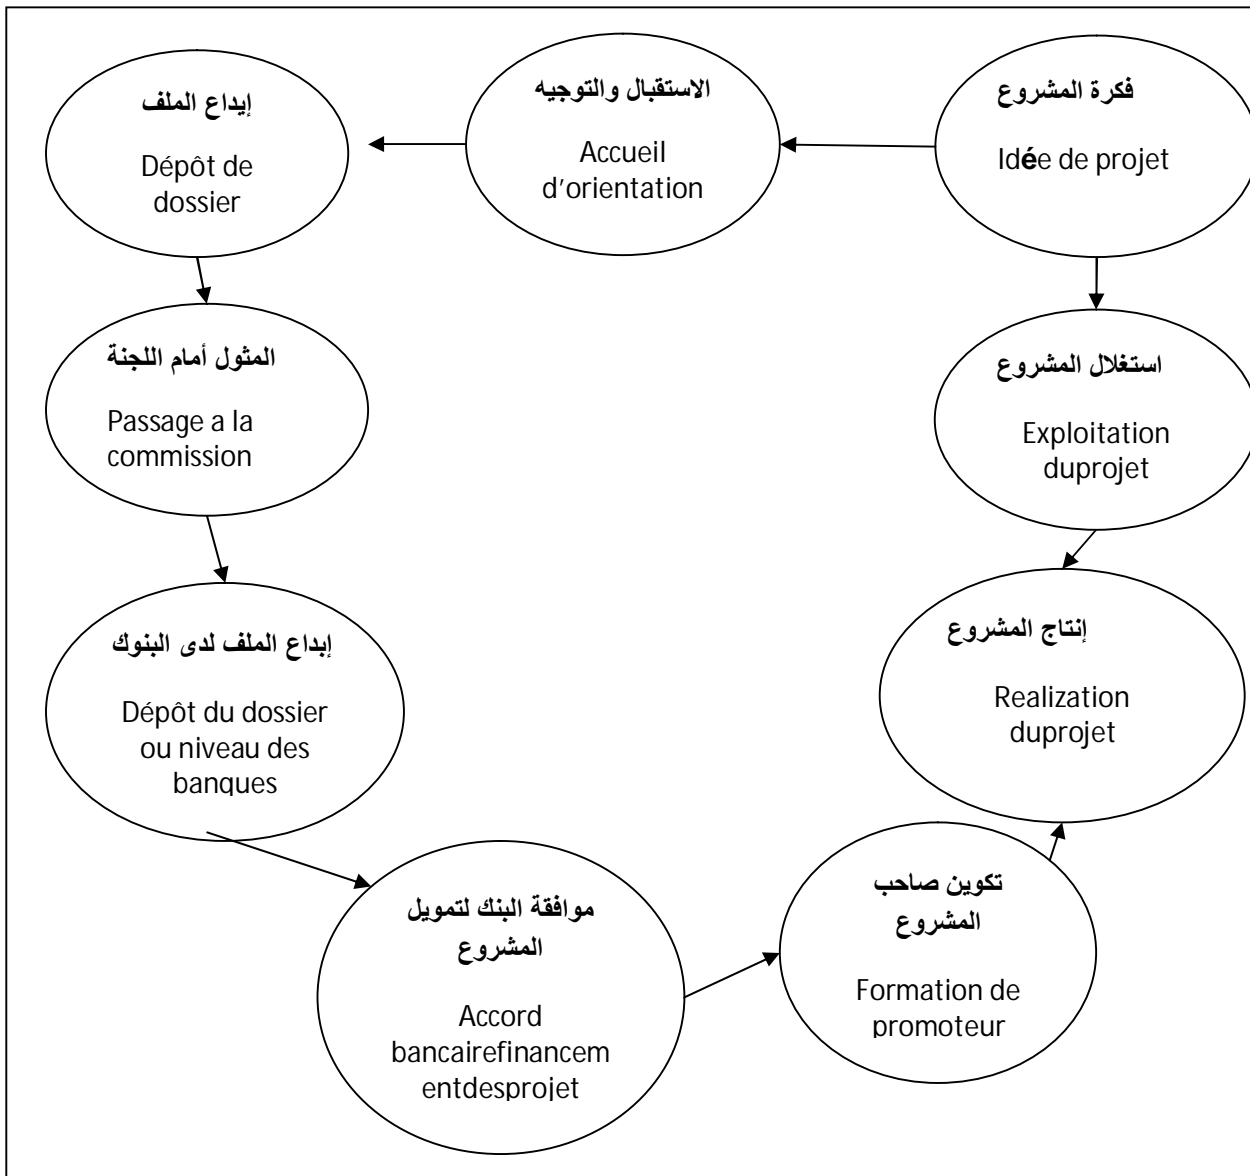 فكرة المشروع
Idée de projet
الاستقبال والتوجيه
Accueil
d'orientation
إيداع الملف
Dépôt de
dossier
المثول أمام اللجنة
Passage a la
commission
إبداع الملف لدى البنوك
Dépôt du dossier
ou niveau des
banques
موافقة البنك لتمويل
المشروع
Accord
bancairefinancem
entdesprojet
تكوين صاحب
المشروع
Formation de
promoteur
إنتاج المشروع
Realization
duprojet
استغلال المشروع
Exploitation
duprojet